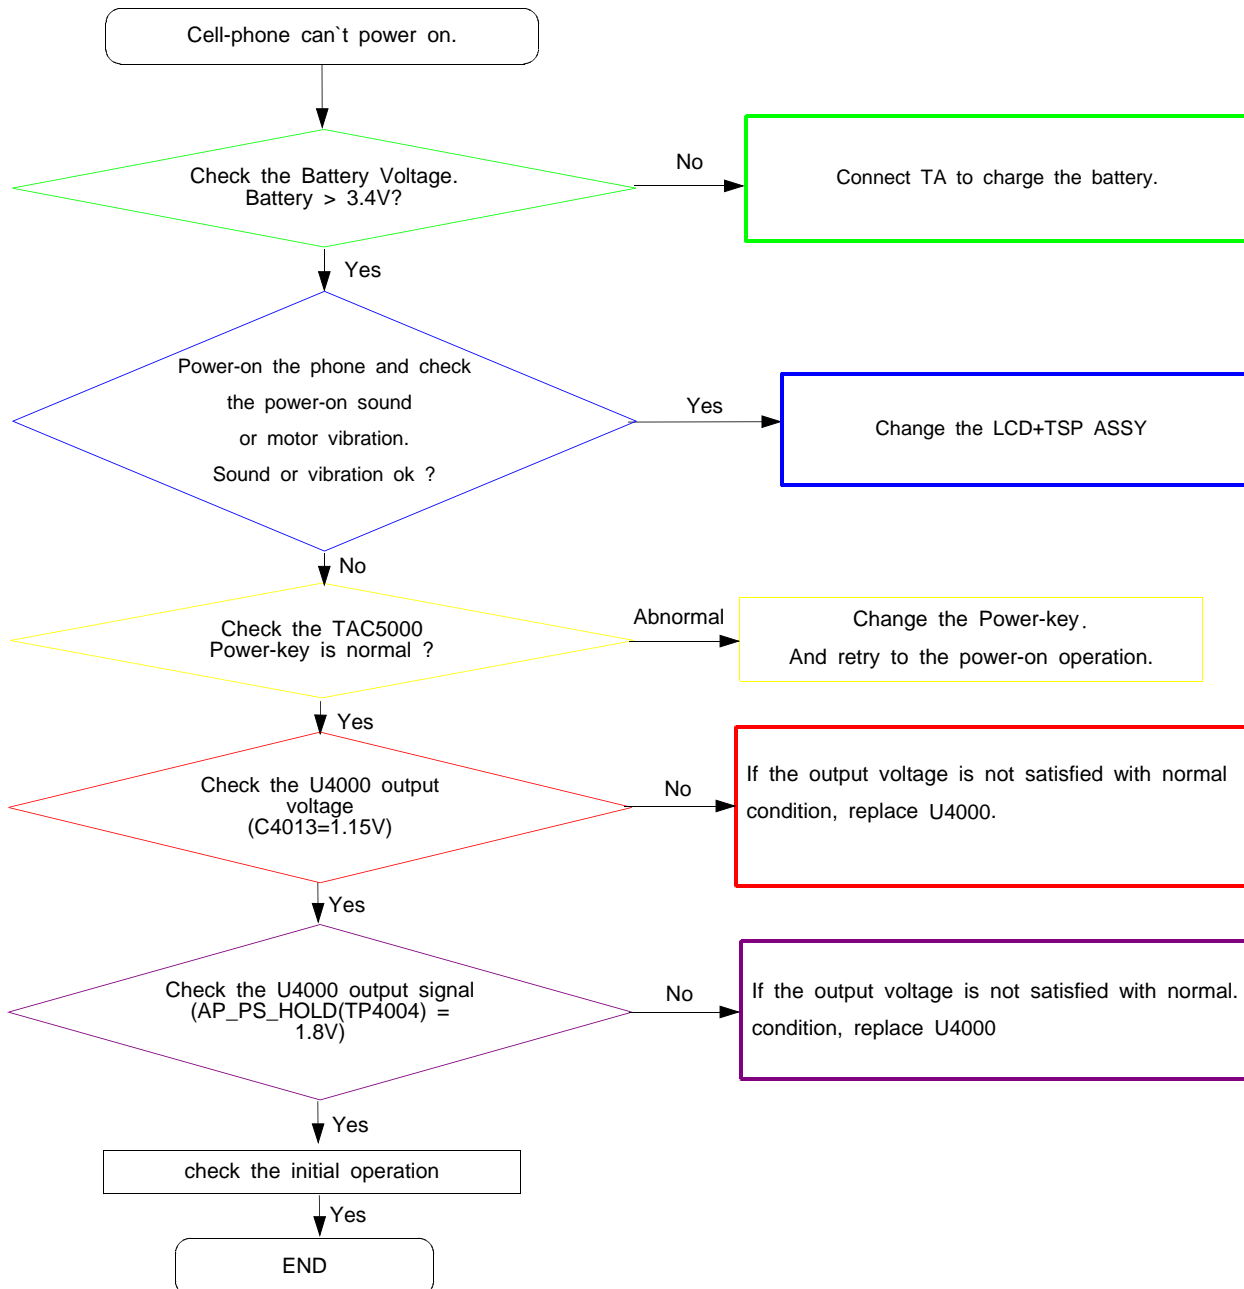 Cell-phone can`t power on.
Check the Battery Voltage.
Battery > 3.4V?
No
Connect TA to charge the battery.
Yes
Power-on the phone and check
the power-on sound
or motor vibration.
Sound or vibration ok ?
Yes
Change the LCD+TSP ASSY
No
Check the TAC5000
Power-key is normal ?
Abnormal
Change the Power-key.
And retry to the power-on operation.
Yes
Check the U4000 output
voltage
(C4013=1.15V)
No
If the output voltage is not satisfied with normal
condition, replace U4000.
Yes
Check the U4000 output signal
(AP_PS_HOLD(TP4004) =
1.8V)
No
If the output voltage is not satisfied with normal.
condition, replace U4000
Yes
check the initial operation
Yes
END